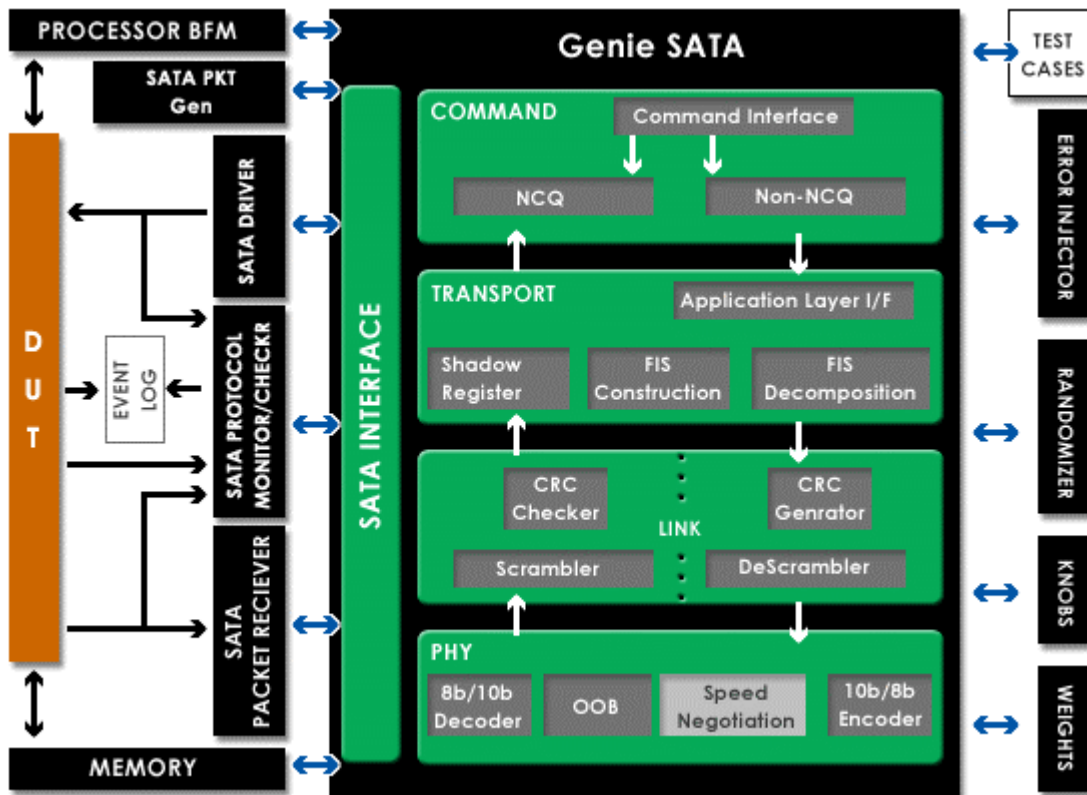 PROCESSOR BFM
SATA PKT
Gen
SATA DRIVER
D
U
T
EVENT
LOG
SATA PROTOCOL
MONITOR/CHECKR
SATA
PACKET RECIEVER
MEMORY
SATA INTERFACE
Genie SATA
COMMAND
Command Interface
NCQ
Non-NCQ
TRANSPORT
Application Layer I/F
Shadow
Register
FIS
Construction
FIS
Decomposition
CRC
Checker
LINK
CRC
Genrator
Scrambler
DeScrambler
PHY
8b/10b
Decoder
OOB
Speed
Negotiation
10b/8b
Encoder
TEST
CASES
ERROR INJECTOR
RANDOMIZER
KNOBS
WEIGHTS